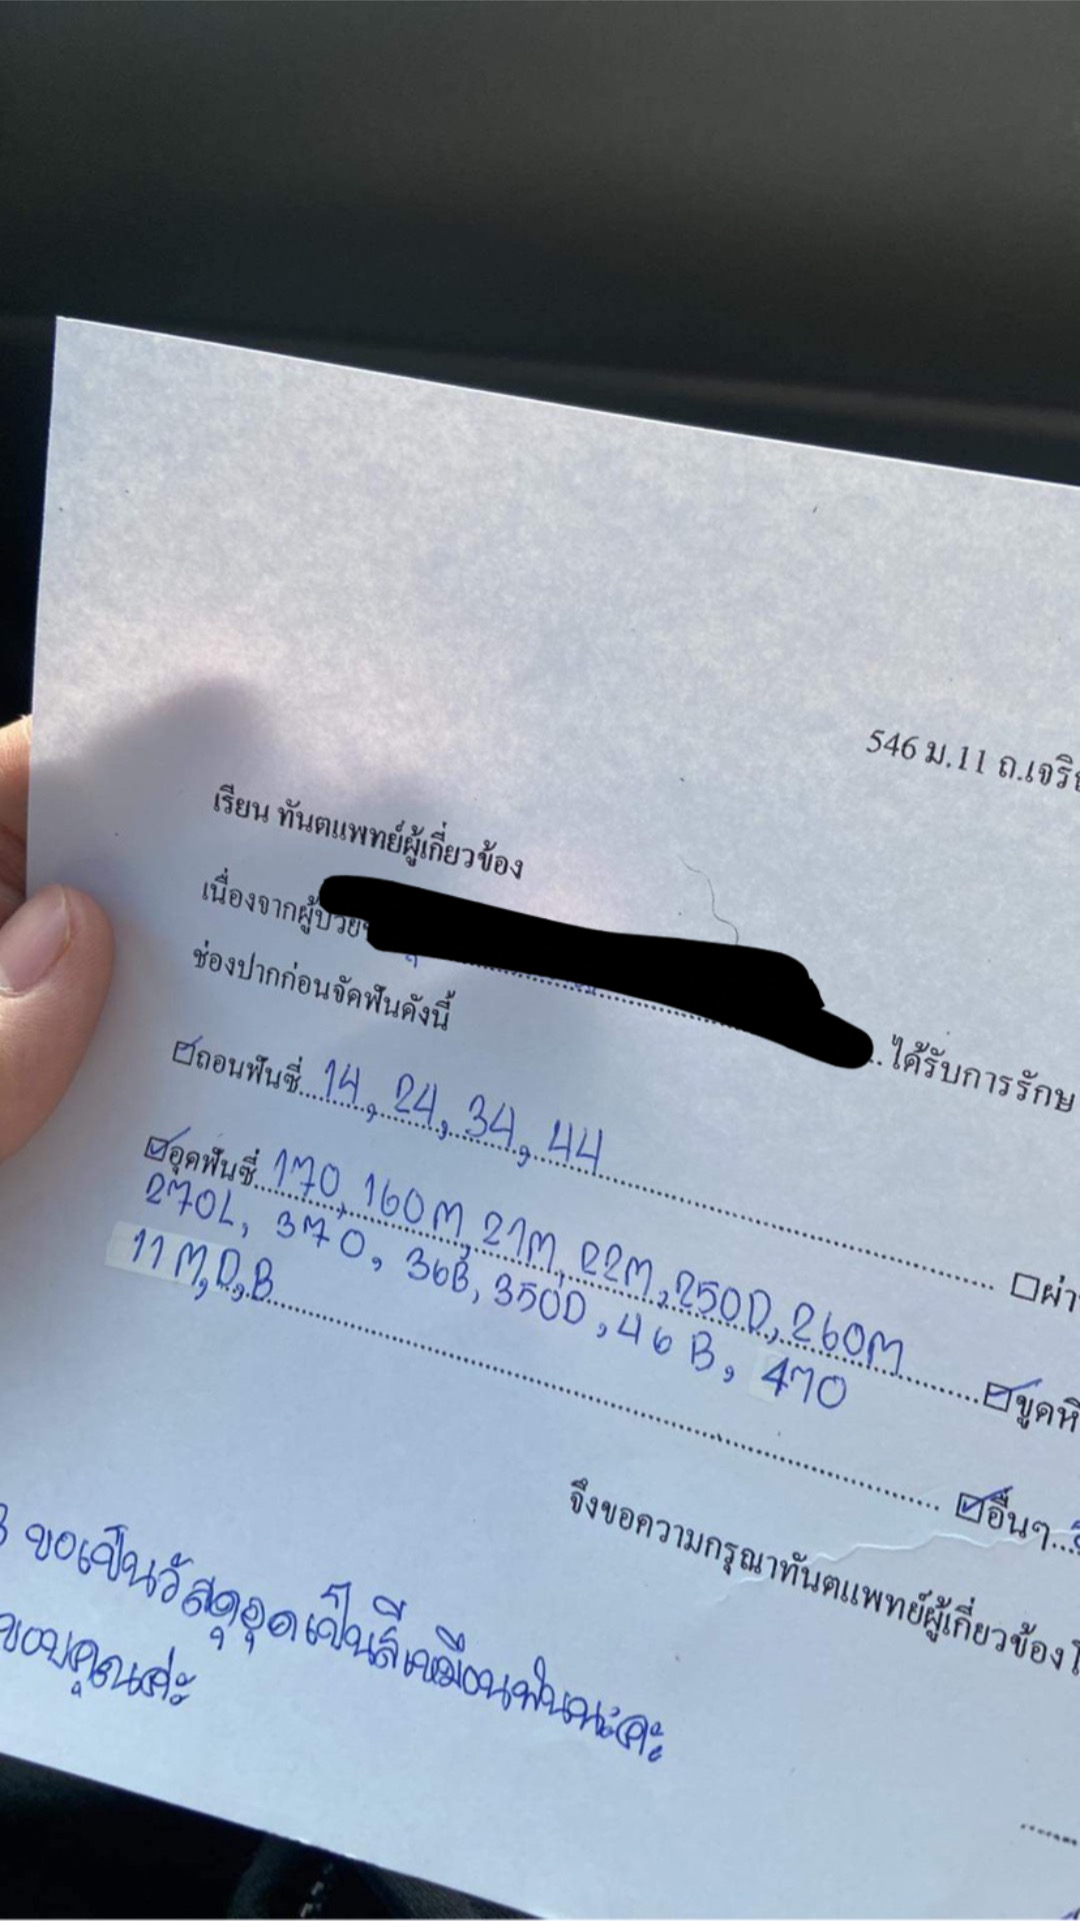 546 ม.11 ถ.เจริญ
เรียน ทันตแพทย์ผู้เกี่ยวข้อง
เนื่องจากผู้ป่วย ได้รับการรักษ
ช่องปากก่อนจัดฟันดังนี้
ถอนฟันซี่ 14, 24, 34, 44
ผ่า
อุดฟันซี่ 17O, 16OM, 21M, 22M, 25OD, 26OM
27OL, 37O, 36B, 35OD, 46B, 47O
ขูดหิ
11M,D,B
อื่นๆ
จึงขอความกรุณาทันตแพทย์ผู้เกี่ยวข้องโ
ขอเป็นวัสดุอุดเป็นสีเหมือนฟันนะคะ
ขอบคุณค่ะ